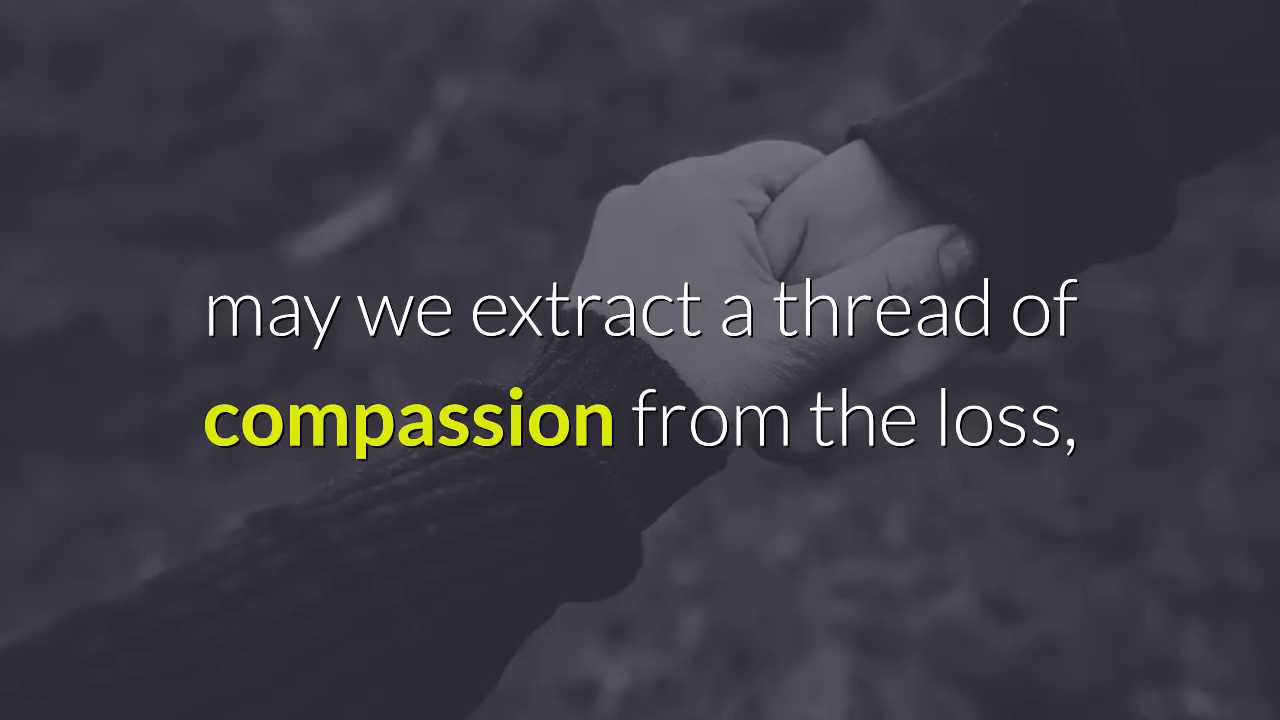 may we extract a thread of
compassion from the loss,